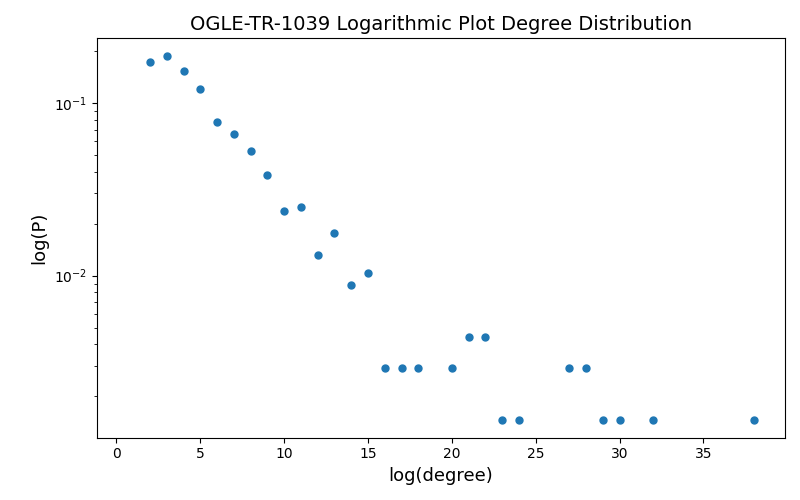 OGLE-TR-1039 Logarithmic Plot Degree Distribution
log(P)
10⁻¹
10⁻²
0 5 10 15 20 25 30 35
log(degree)